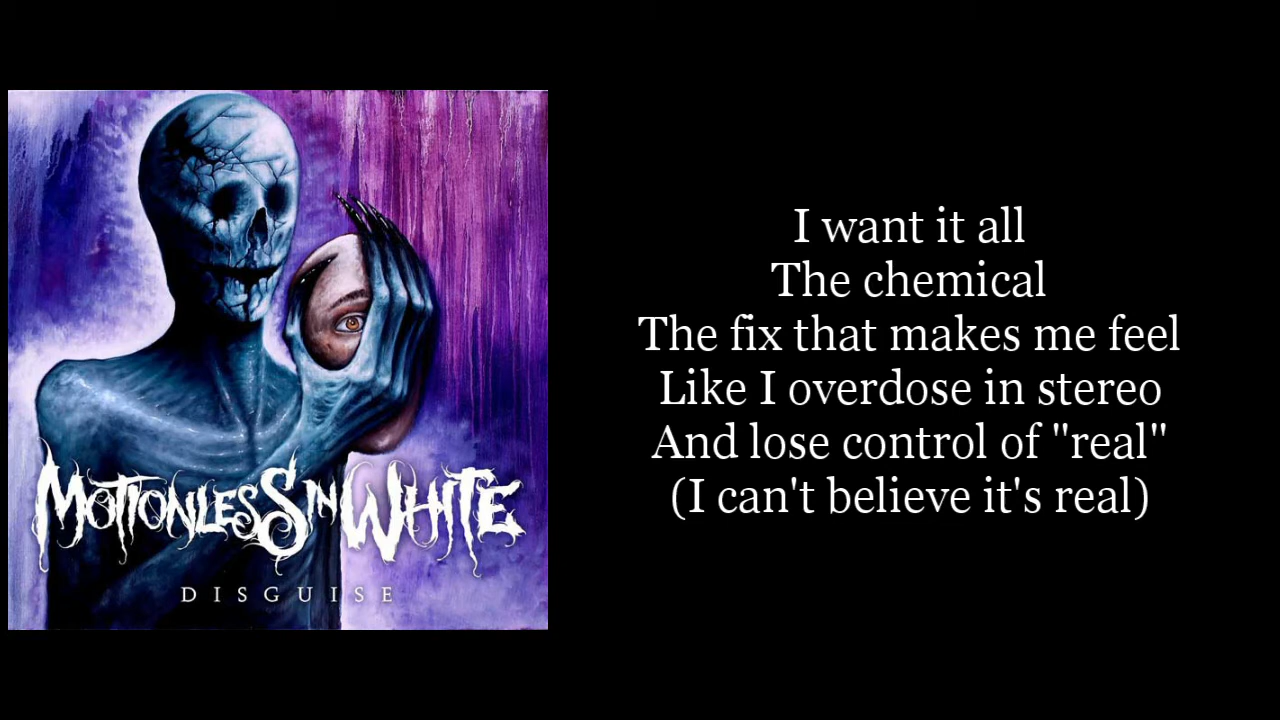 MOTIONLESS IN WHITE
DISGUISE
I want it all
The chemical
The fix that makes me feel
Like I overdose in stereo
And lose control of "real"
(I can't believe it's real)